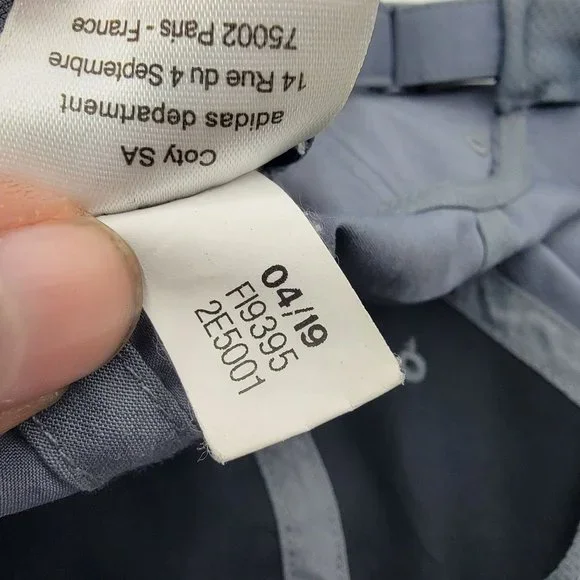 Coty SA
adidas department
14 Rue du 4 Septembre
75002 Paris - France
04/19
FI9395
2E5001